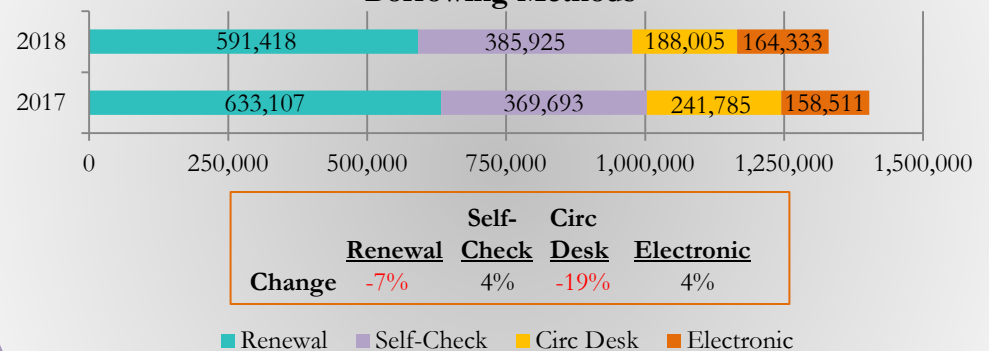 Borrowing Methods
2018 591,418 385,925 188,005 164,333
2017 633,107 369,693 241,785 158,511
0 250,000 500,000 750,000 1,000,000 1,250,000 1,500,000
Self- Circ
Renewal Check Desk Electronic
Change -7% 4% -19% 4%
Renewal Self-Check Circ Desk Electronic